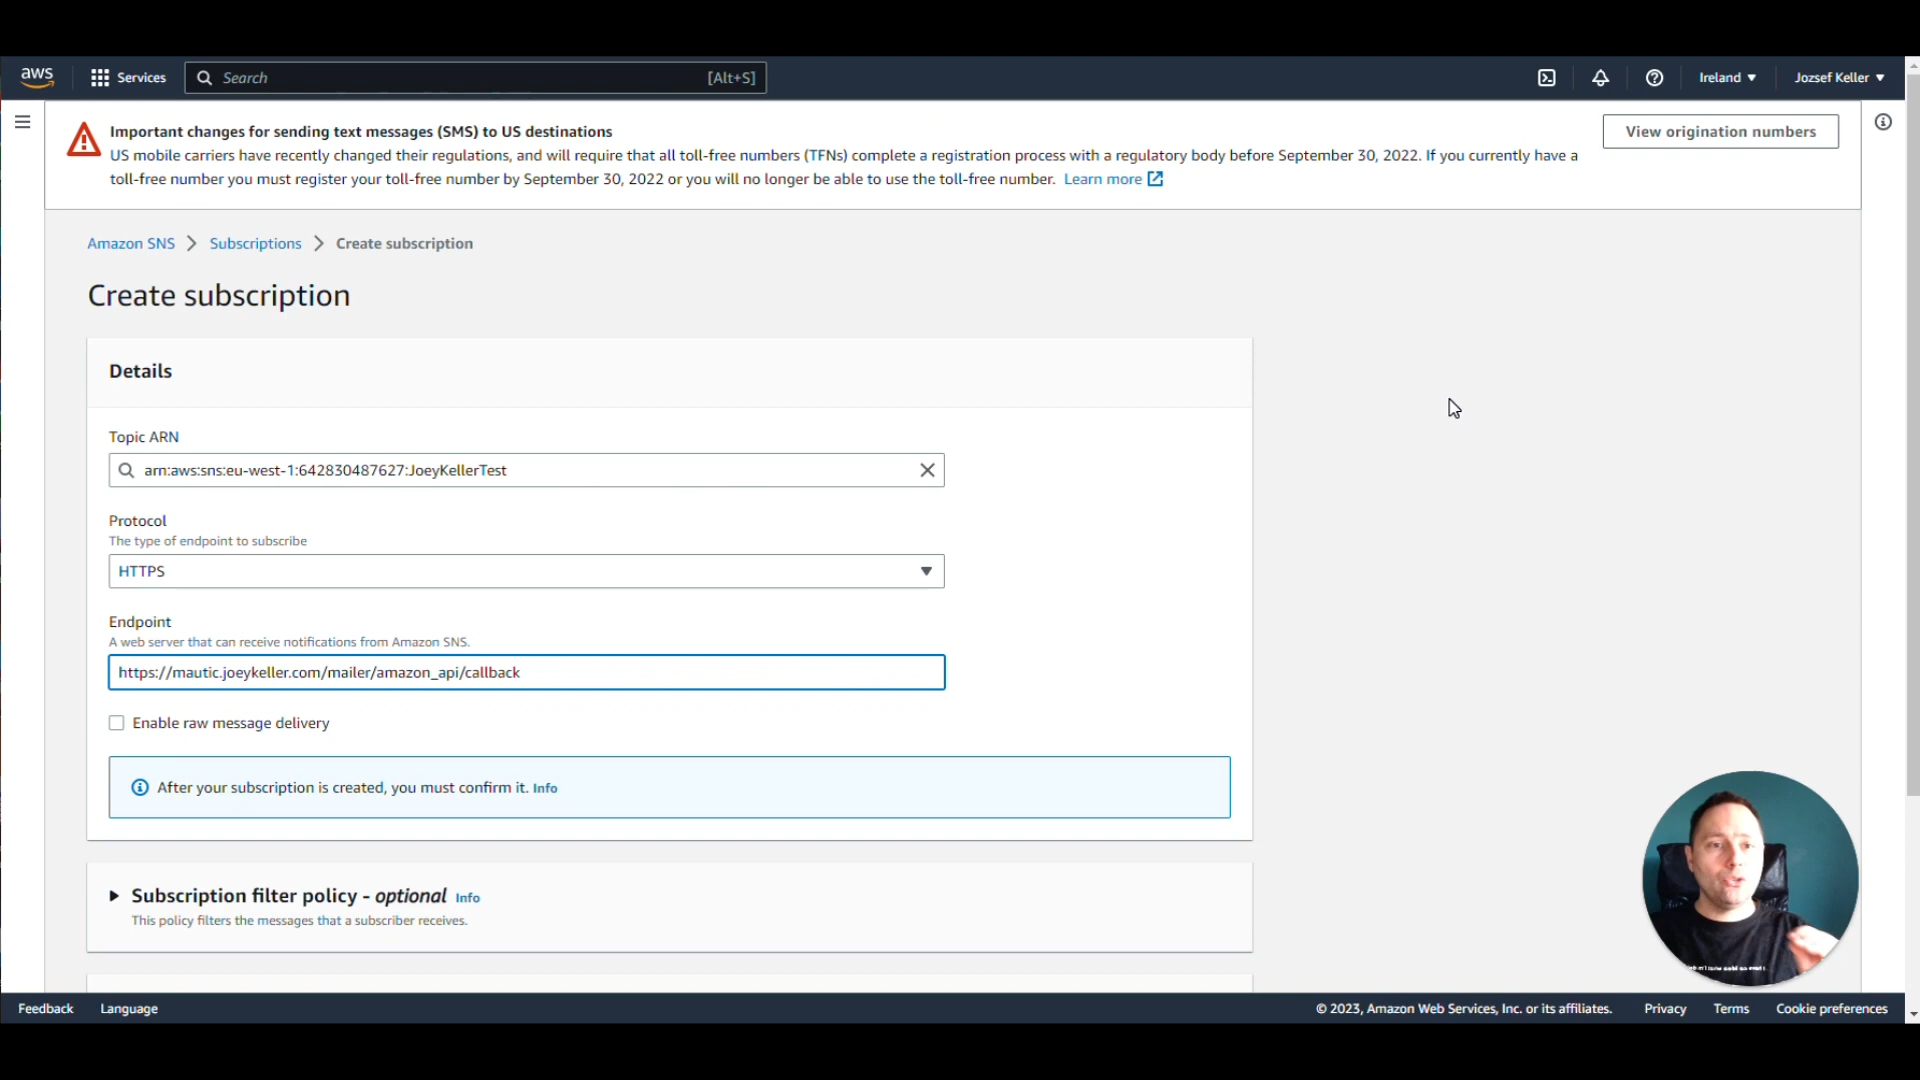 aws
Services
Search
[Alt+S]
Ireland
Jozsef Keller
Important changes for sending text messages (SMS) to US destinations
US mobile carriers have recently changed their regulations, and will require that all toll-free numbers (TFNs) complete a registration process with a regulatory body before September 30, 2022. If you currently have a
toll-free number you must register your toll-free number by September 30, 2022 or you will no longer be able to use the toll-free number. Learn more
View origination numbers
Amazon SNS > Subscriptions > Create subscription
Create subscription
Details
Topic ARN
arn:aws:sns:eu-west-1:642830487627:JoeyKellerTest
Protocol
The type of endpoint to subscribe
HTTPS
Endpoint
A web server that can receive notifications from Amazon SNS.
https://mautic.joeykeller.com/mailer/amazon_api/callback
Enable raw message delivery
After your subscription is created, you must confirm it. Info
Subscription filter policy - optional Info
This policy filters the messages that a subscriber receives.
Feedback
Language
© 2023, Amazon Web Services, Inc. or its affiliates.
Privacy
Terms
Cookie preferences